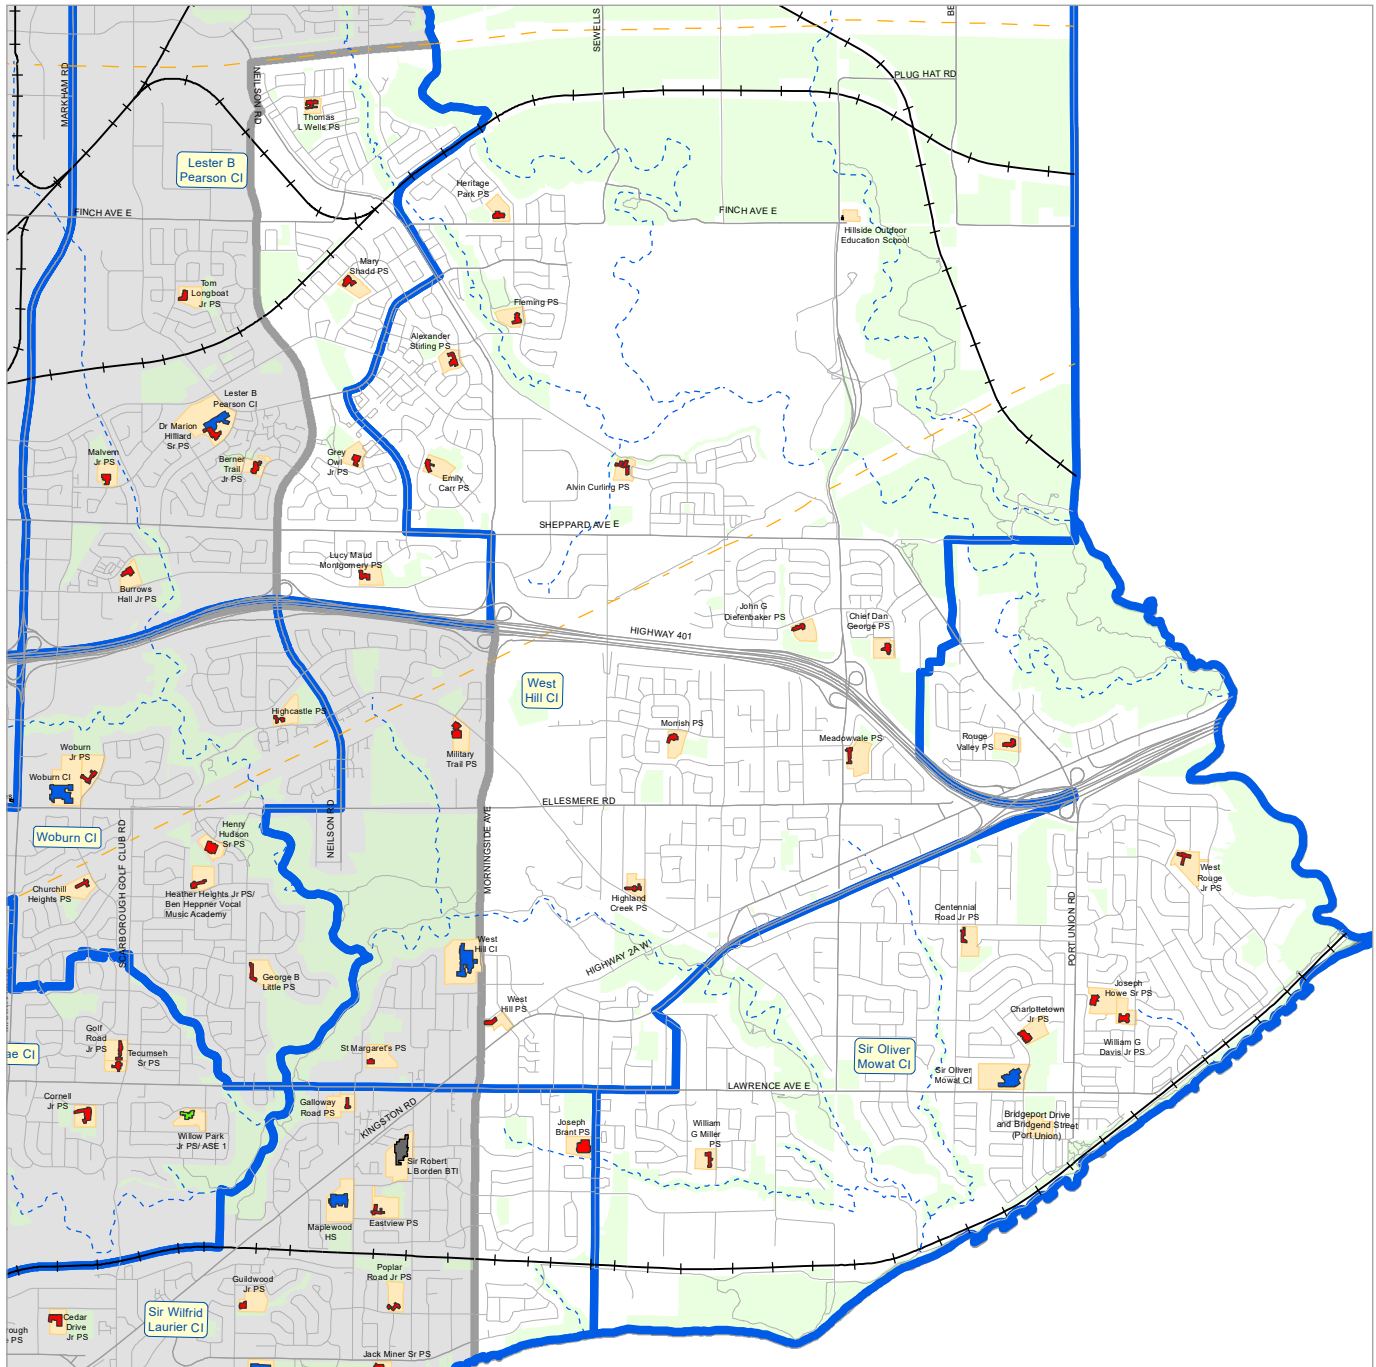 SEWELLS
BE
MARKHAM RD
NEILSON RD
PLUG HAT RD
Thomas
L Wells PS
Lester B
Pearson CI
Heritage
Park PS
FINCH AVE E
FINCH AVE E
Hillside Outdoor
Education School
Mary
Shadd PS
Tom
Longboat
Jr PS
Fleming PS
Alexander
Stirling PS
Lester B
Pearson CI
Dr Marion
Hilliard
Sr PS
Malvern
Jr PS
Berner
Trail
Jr PS
Grey
Owl
Jr PS
Emily
Carr PS
Alvin Curling PS
SHEPPARD AVE E
Lucy Maud
Montgomery PS
Burrows
Hall Jr PS
John G
Diefenbaker PS
Chief Dan
George PS
HIGHWAY 401
West
Hill CI
Highcastle PS
Military
Trail PS
Morrish PS
Meadowvale PS
Rouge
Valley PS
Woburn
Jr PS
Woburn CI
ELLESMERE RD
Woburn CI
SCARBOROUGH GOLF CLUB RD
Henry
Hudson
Sr PS
NEILSON RD
MORNINGSIDE AVE
West
Rouge
Jr PS
Churchill
Heights PS
Heather Heights Jr PS/
Ben Heppner Vocal
Music Academy
Highland
Creek PS
Centennial
Road Jr PS
PORT UNION RD
West
Hill CI
HIGHWAY 2A W
George B
Little PS
Joseph
Howe Sr PS
West
Hill PS
Charlottetown
Jr PS
William G
Davis Jr PS
Golf
Road
Jr PS
Tecumseh
Sr PS
ae CI
St Margaret's PS
Sir Oliver
Mowat CI
Sir Oliver
Mowat CI
LAWRENCE AVE E
Cornell
Jr PS
Galloway
Road PS
KINGSTON RD
Willow Park
Jr PS/ ASE 1
Joseph
Brant PS
William
G Miller
PS
Bridgeport Drive
and Bridgend Street
(Port Union)
Sir Robert
L Borden BTI
Maplewood
HS
Eastview PS
Poplar
Road Jr PS
Guildwood
Jr PS
Sir Wilfrid
Laurier CI
Cedar
Drive
Jr PS
rough
PS
Jack Miner Sr PS